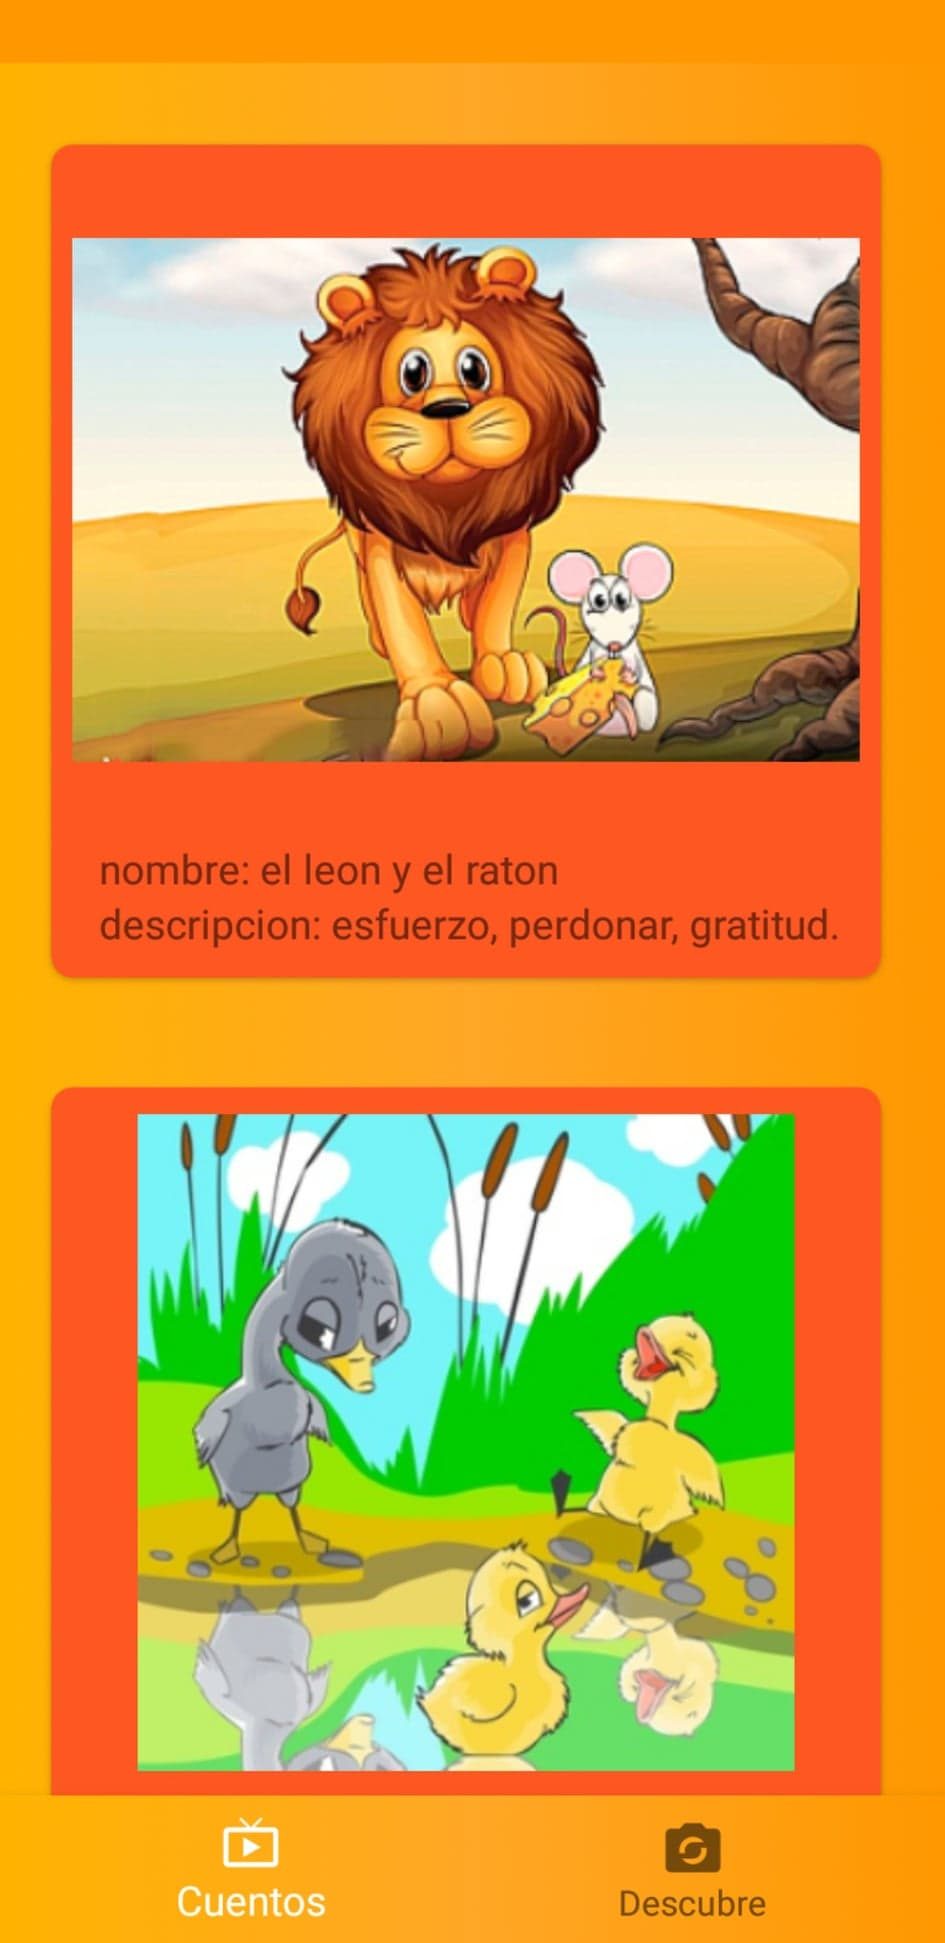 nombre: el leon y el raton
descripcion: esfuerzo, perdonar, gratitud.
Cuentos
Descubre